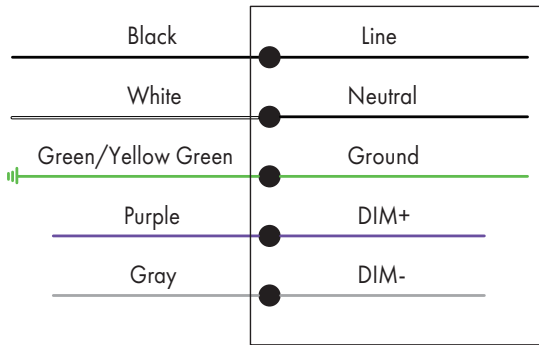 Black Line
White Neutral
Green/Yellow Green Ground
Purple DIM+
Gray DIM-